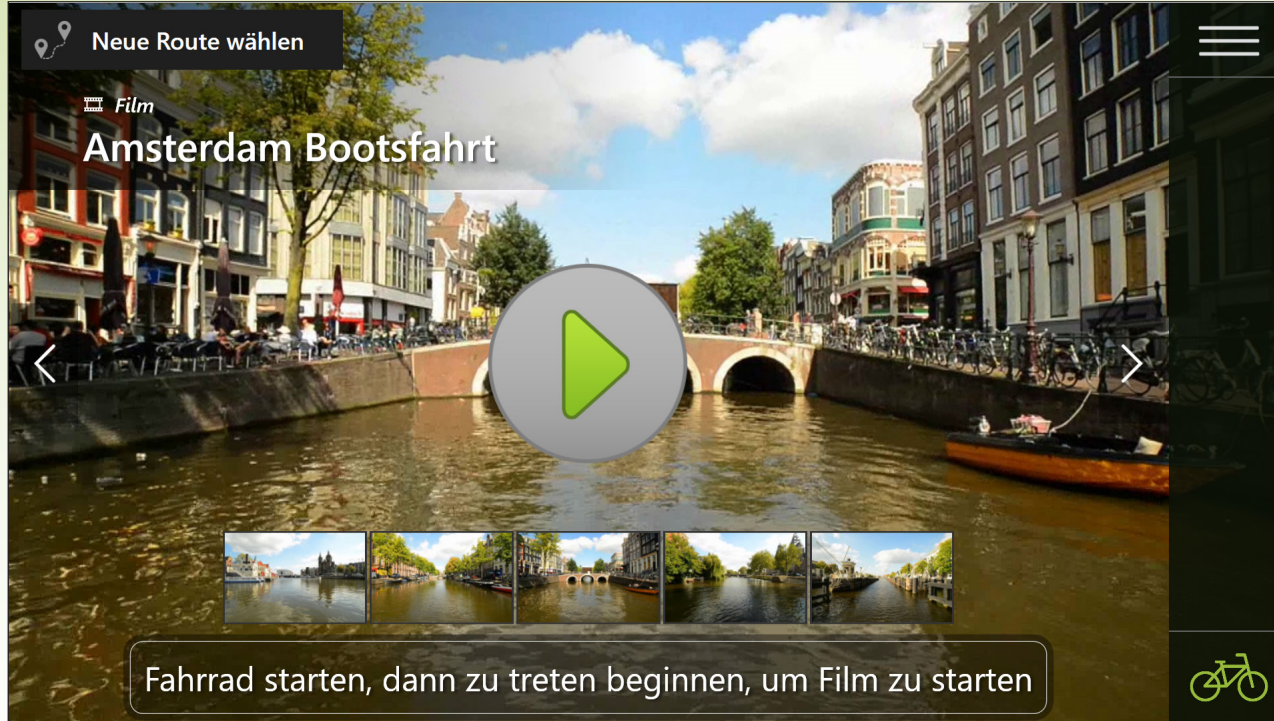 Neue Route wählen
Film
Amsterdam Bootsfahrt
Fahrrad starten, dann zu treten beginnen, um Film zu starten